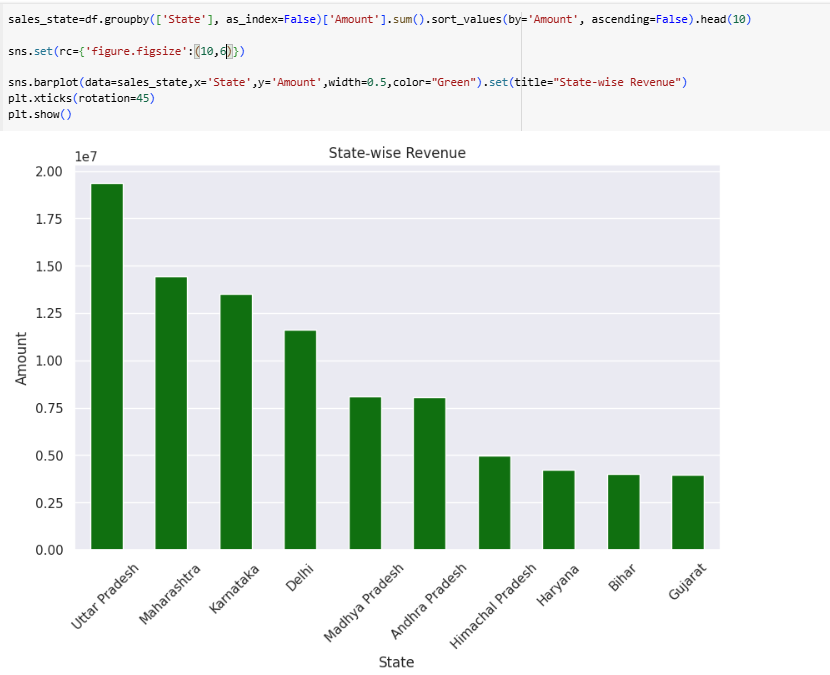 sales_state=df.groupby(['State'], as_index=False)['Amount'].sum().sort_values(by='Amount', ascending=False).head(10)
sns.set(rc={'figure.figsize':(10,6)})
sns.barplot(data=sales_state,x='State',y='Amount',width=0.5,color="Green").set(title="State-wise Revenue")
plt.xticks(rotation=45)
plt.show()
State-wise Revenue
1e7
2.00
1.75
1.50
1.25
1.00
0.75
0.50
0.25
0.00
Amount
Uttar Pradesh
Maharashtra
Karnataka
Delhi
Madhya Pradesh
Andhra Pradesh
Himachal Pradesh
Haryana
Bihar
Gujarat
State